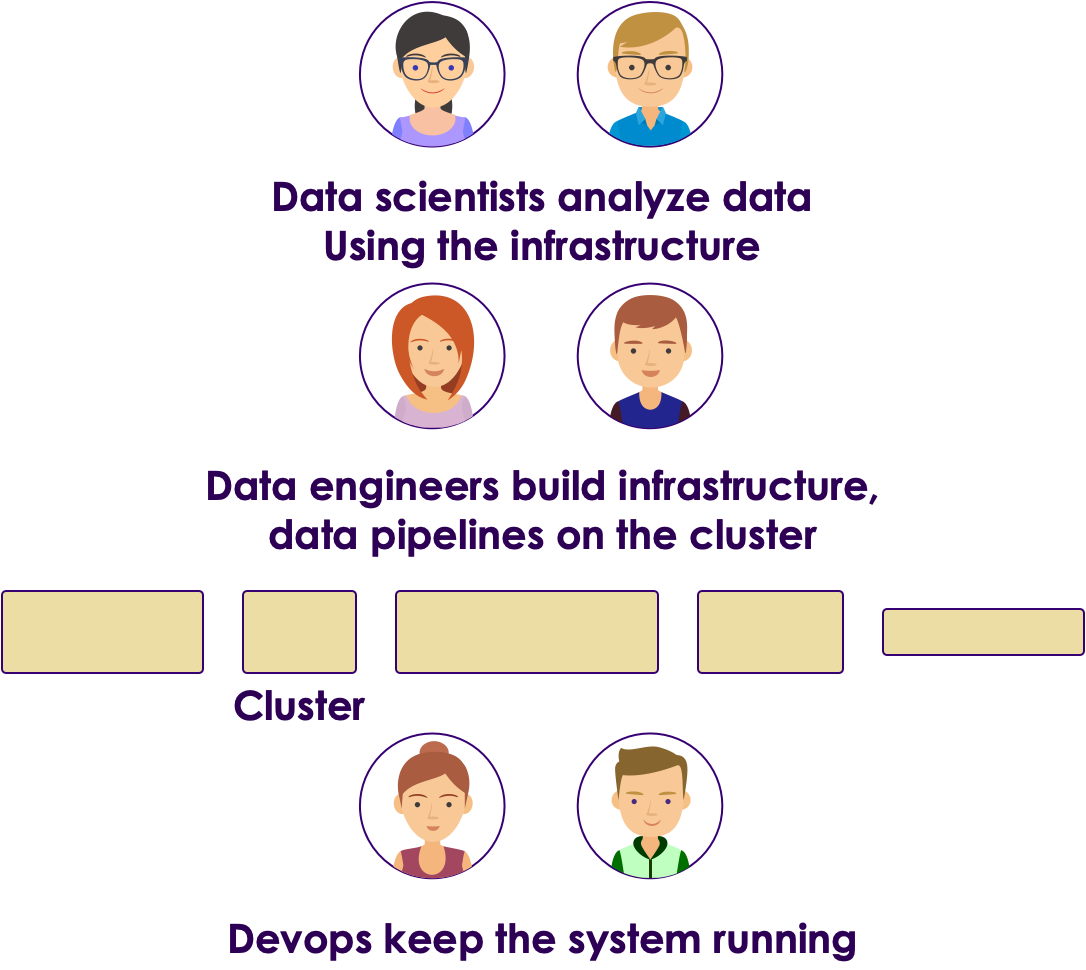 Data scientists analyze data
Using the infrastructure
Data engineers build infrastructure,
data pipelines on the cluster
Cluster
Devops keep the system running